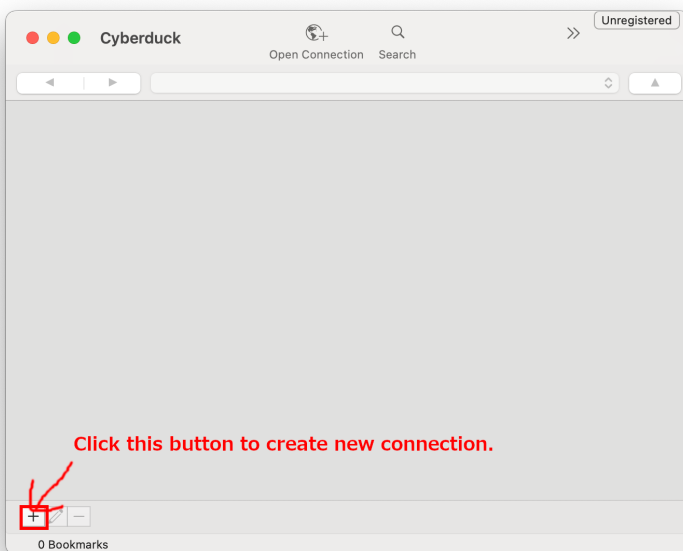 Unregistered
Cyberduck
Open Connection Search
Click this button to create new connection.
0 Bookmarks